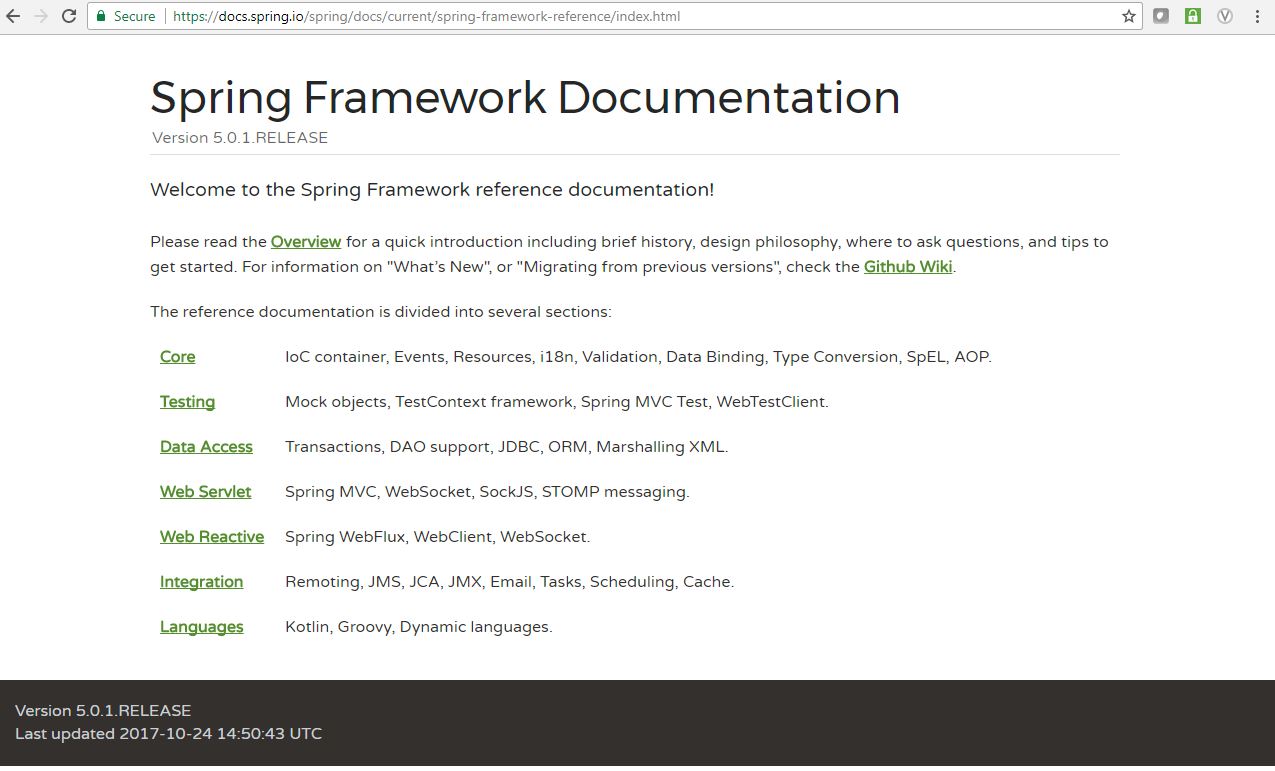 Secure https://docs.spring.io/spring/docs/current/spring-framework-reference/index.html
V
Spring Framework Documentation
Version 5.0.1.RELEASE
Welcome to the Spring Framework reference documentation!
Please read the Overview for a quick introduction including brief history, design philosophy, where to ask questions, and tips to
get started. For information on "What’s New", or "Migrating from previous versions", check the Github Wiki.
The reference documentation is divided into several sections:
Core IoC container, Events, Resources, i18n, Validation, Data Binding, Type Conversion, SpEL, AOP.
Testing Mock objects, TestContext framework, Spring MVC Test, WebTestClient.
Data Access Transactions, DAO support, JDBC, ORM, Marshalling XML.
Web Servlet Spring MVC, WebSocket, SockJS, STOMP messaging.
Web Reactive Spring WebFlux, WebClient, WebSocket.
Integration Remoting, JMS, JCA, JMX, Email, Tasks, Scheduling, Cache.
Languages Kotlin, Groovy, Dynamic languages.
Version 5.0.1.RELEASE
Last updated 2017-10-24 14:50:43 UTC